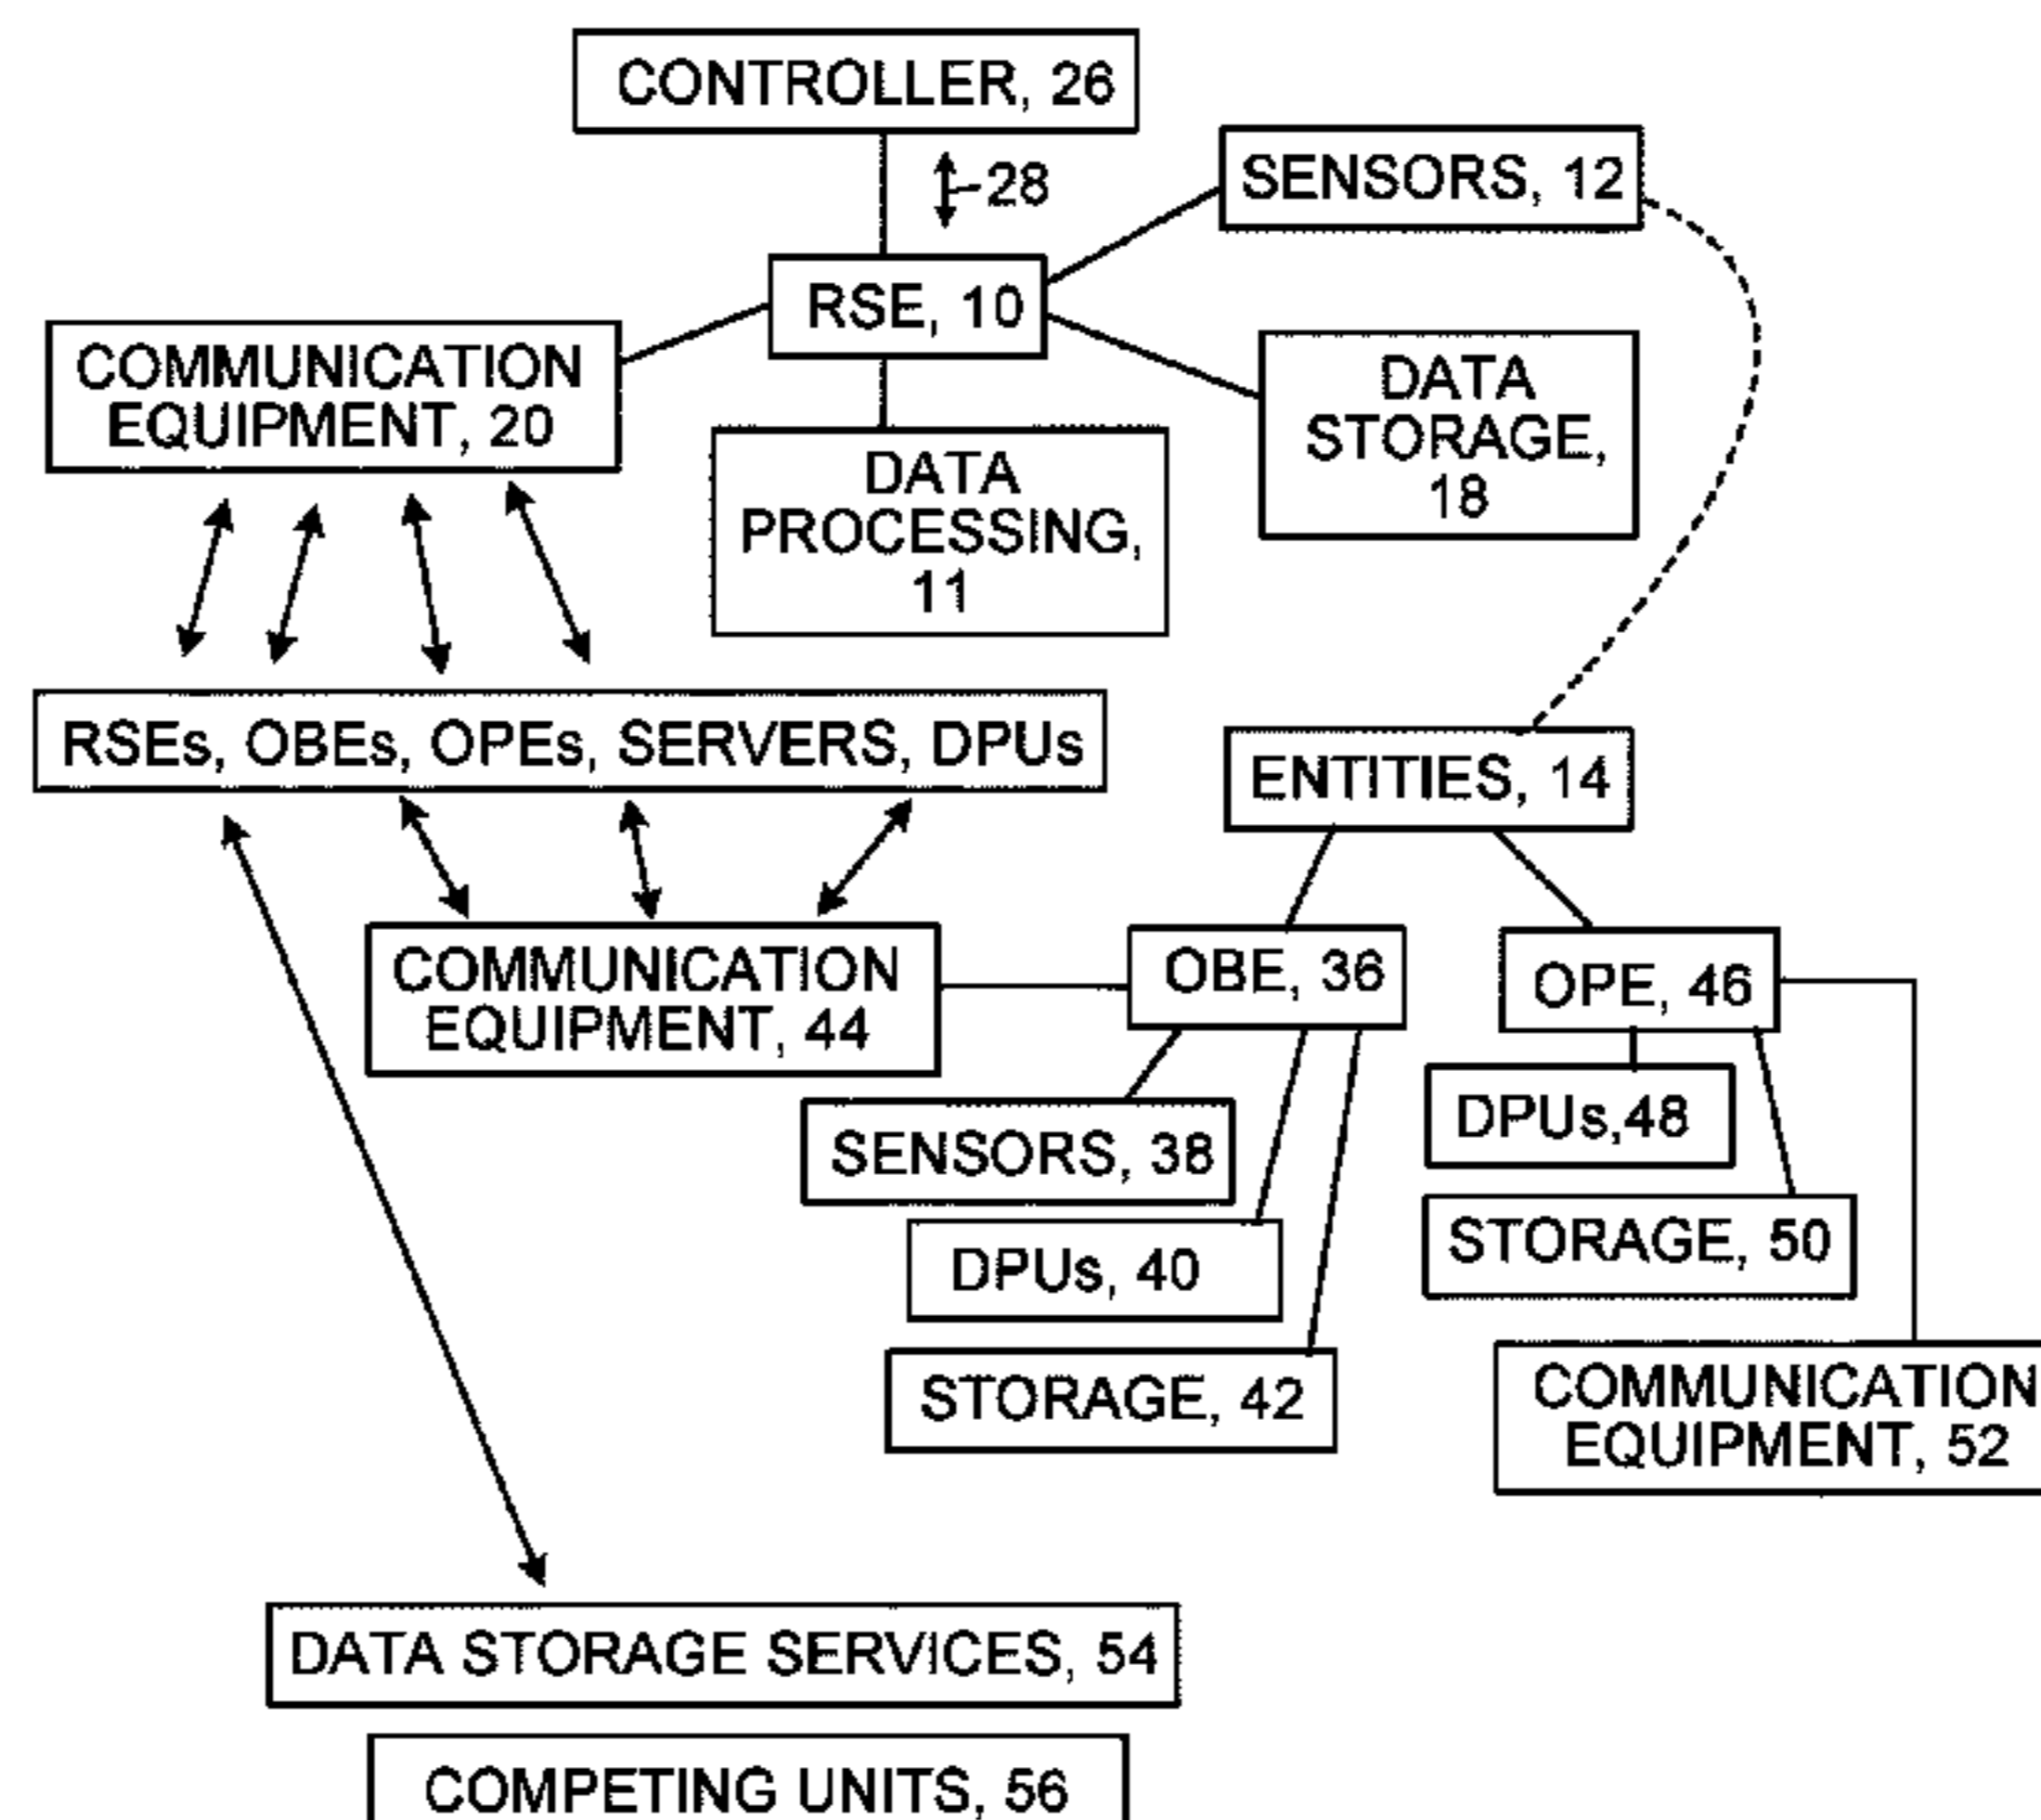 CONTROLLER, 26
28
SENSORS, 12
RSE, 10
COMMUNICATION
EQUIPMENT, 20
DATA
STORAGE,
18
DATA
PROCESSING,
11
RSEs, OBEs, OPEs, SERVERS, DPUs
ENTITIES, 14
COMMUNICATION
EQUIPMENT, 44
OBE, 36
OPE, 46
SENSORS, 38
DPUs,48
DPUs, 40
STORAGE, 50
STORAGE, 42
COMMUNICATION
EQUIPMENT, 52
DATA STORAGE SERVICES, 54
COMPETING UNITS, 56